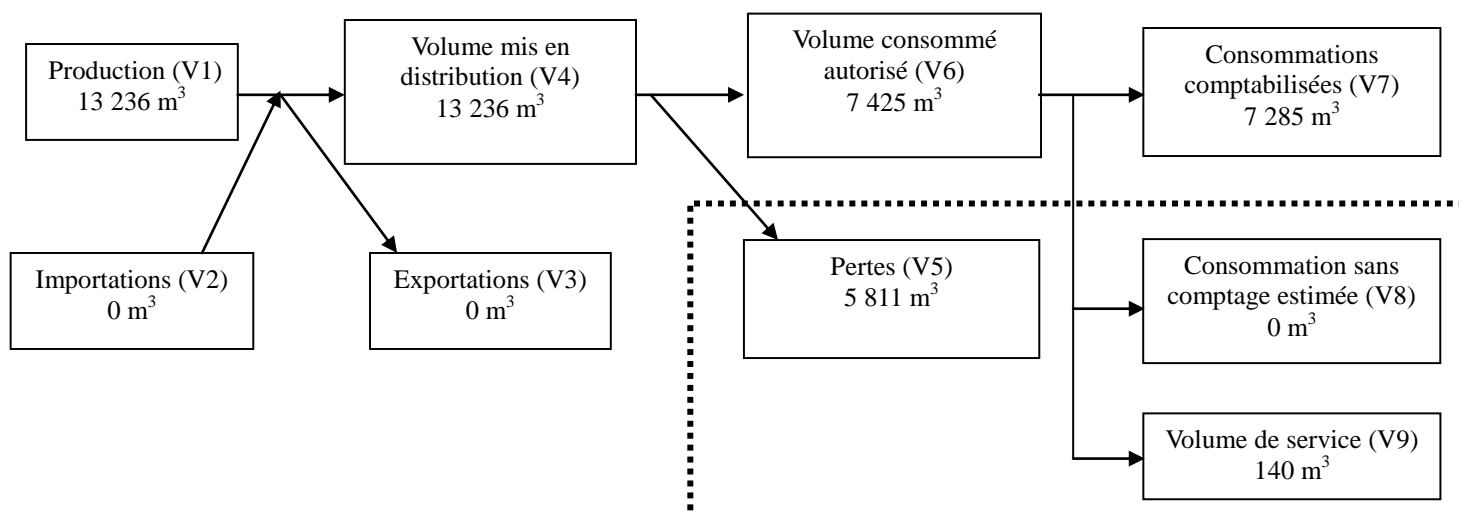 Production (V1)
13 236 m³
Volume mis en
distribution (V4)
13 236 m³
Volume consommé
autorisé (V6)
7 425 m³
Consommations
comptabilisées (V7)
7 285 m³
Importations (V2)
0 m³
Exportations (V3)
0 m³
Pertes (V5)
5 811 m³
Consommation sans
comptage estimée (V8)
0 m³
Volume de service (V9)
140 m³